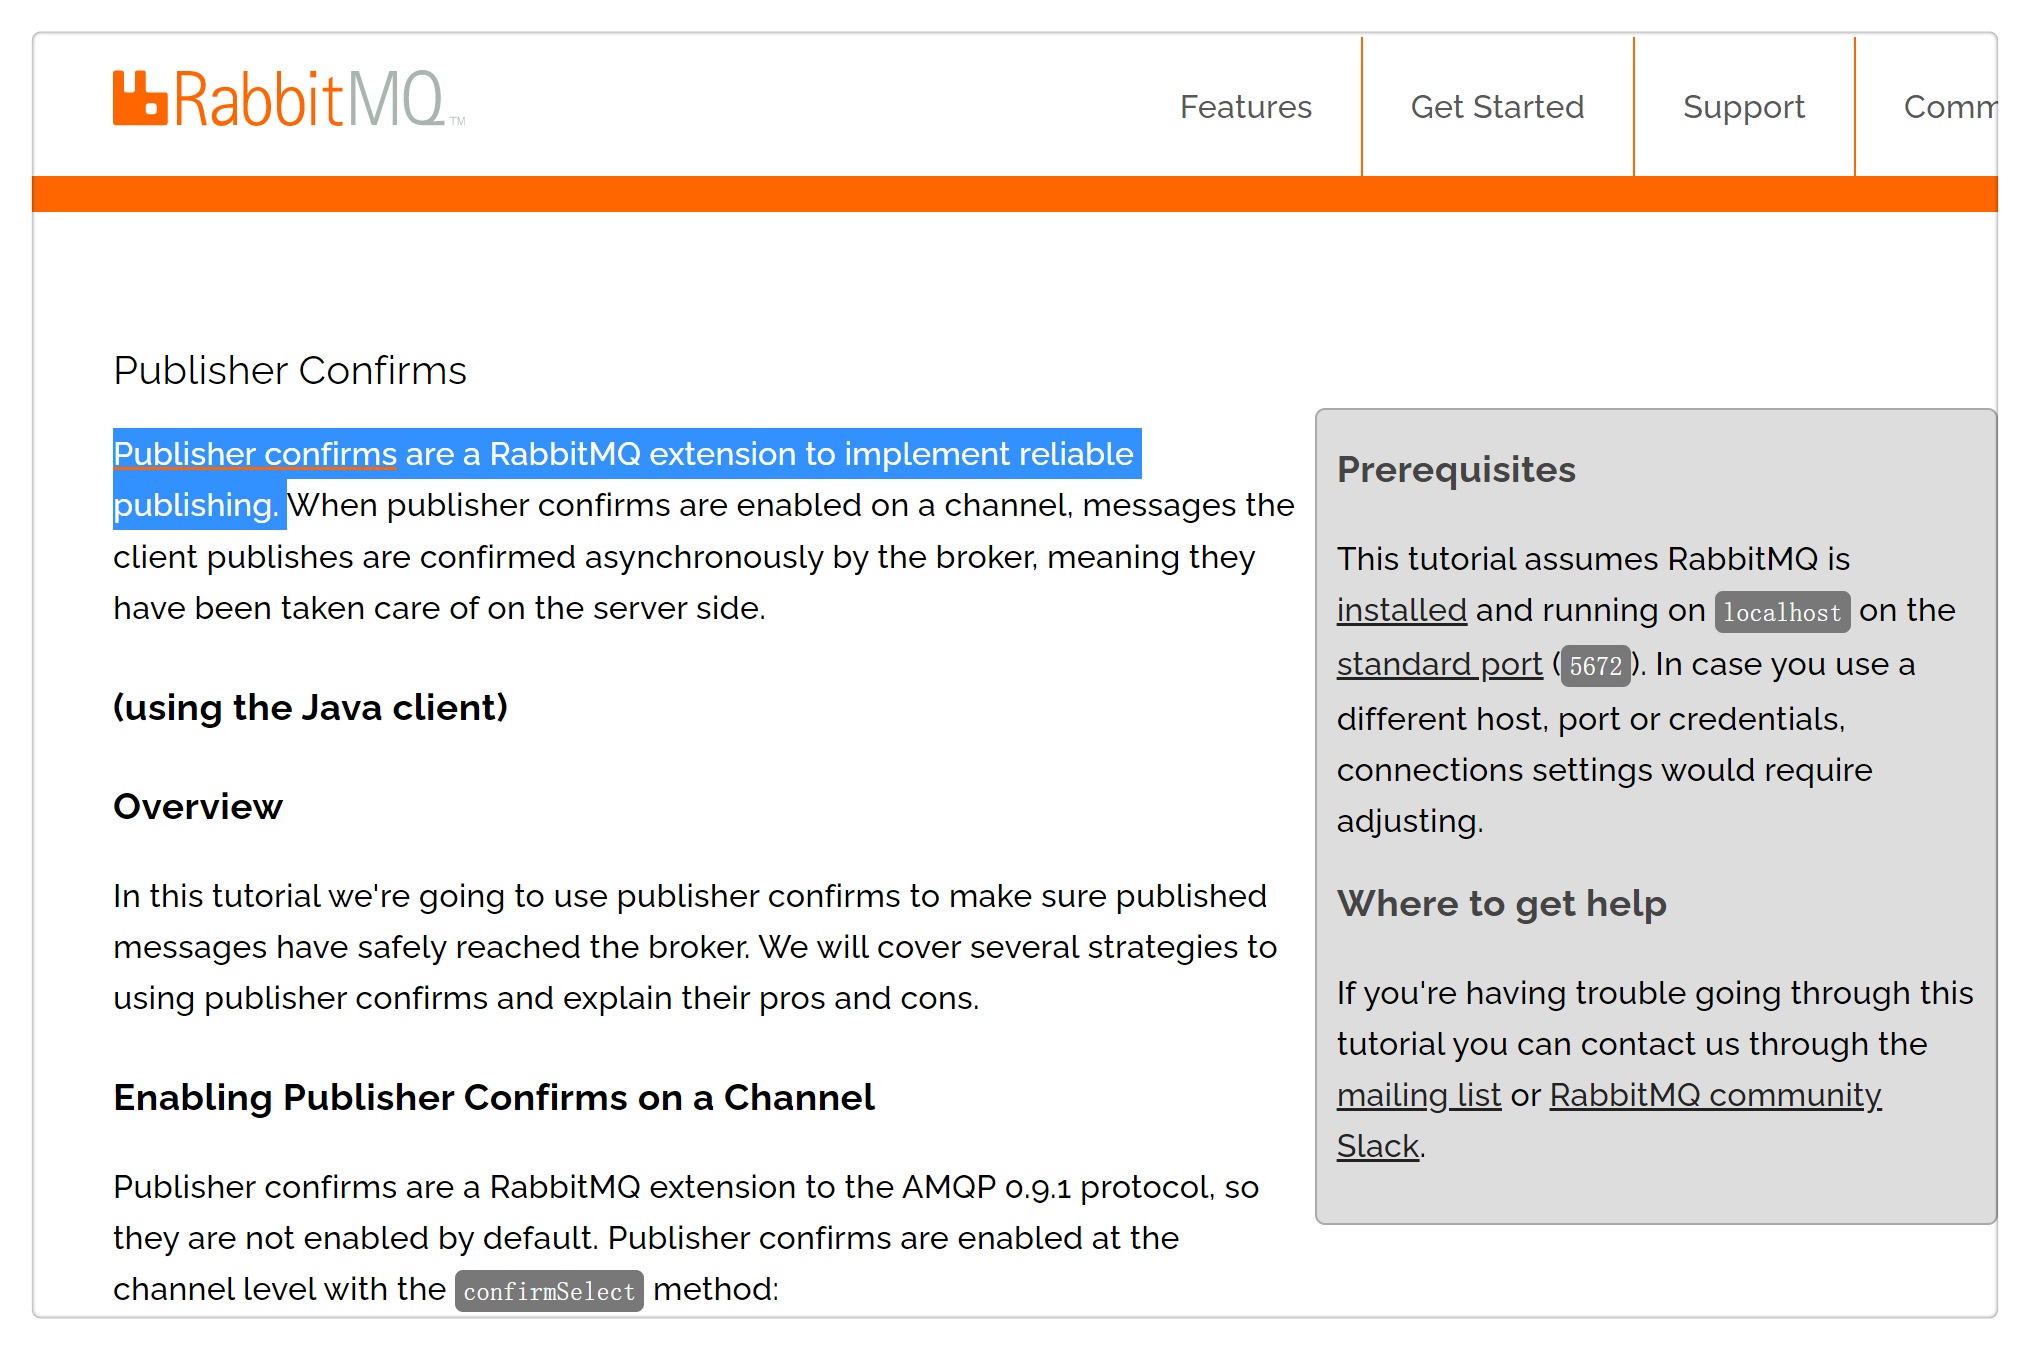 RabbitMQ™
Features
Get Started
Support
Comm
Publisher Confirms
Publisher confirms are a RabbitMQ extension to implement reliable
publishing. When publisher confirms are enabled on a channel, messages the
client publishes are confirmed asynchronously by the broker, meaning they
have been taken care of on the server side.
(using the Java client)
Overview
In this tutorial we're going to use publisher confirms to make sure published
messages have safely reached the broker. We will cover several strategies to
using publisher confirms and explain their pros and cons.
Enabling Publisher Confirms on a Channel
Publisher confirms are a RabbitMQ extension to the AMQP 0.9.1 protocol, so
they are not enabled by default. Publisher confirms are enabled at the
channel level with the confirmSelect method:
Prerequisites
This tutorial assumes RabbitMQ is
installed and running on localhost on the
standard port (5672). In case you use a
different host, port or credentials,
connections settings would require
adjusting.
Where to get help
If you're having trouble going through this
tutorial you can contact us through the
mailing list or RabbitMQ community
Slack.